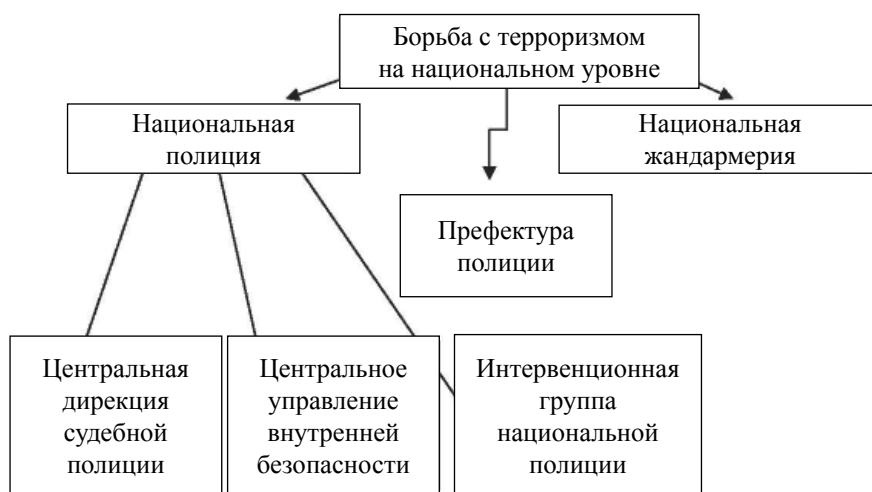 Борьба с терроризмом
на национальном уровне
Национальная
полиция
Национальная
жандармерия
Префектура
полиции
Центральная
дирекция
судебной
полиции
Центральное
управление
внутренней
безопасности
Интервенционная
группа
национальной
полиции